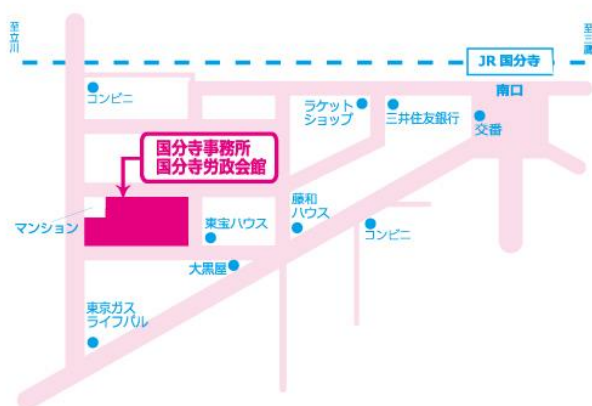 至立川
至三鷹
JR 国分寺
南口
コンビニ
ラケット
ショップ
三井住友銀行
交番
国分寺事務所
国分寺労政会館
マンション
東宝ハウス
藤和
ハウス
コンビニ
大黒屋
東京ガス
ライフバル